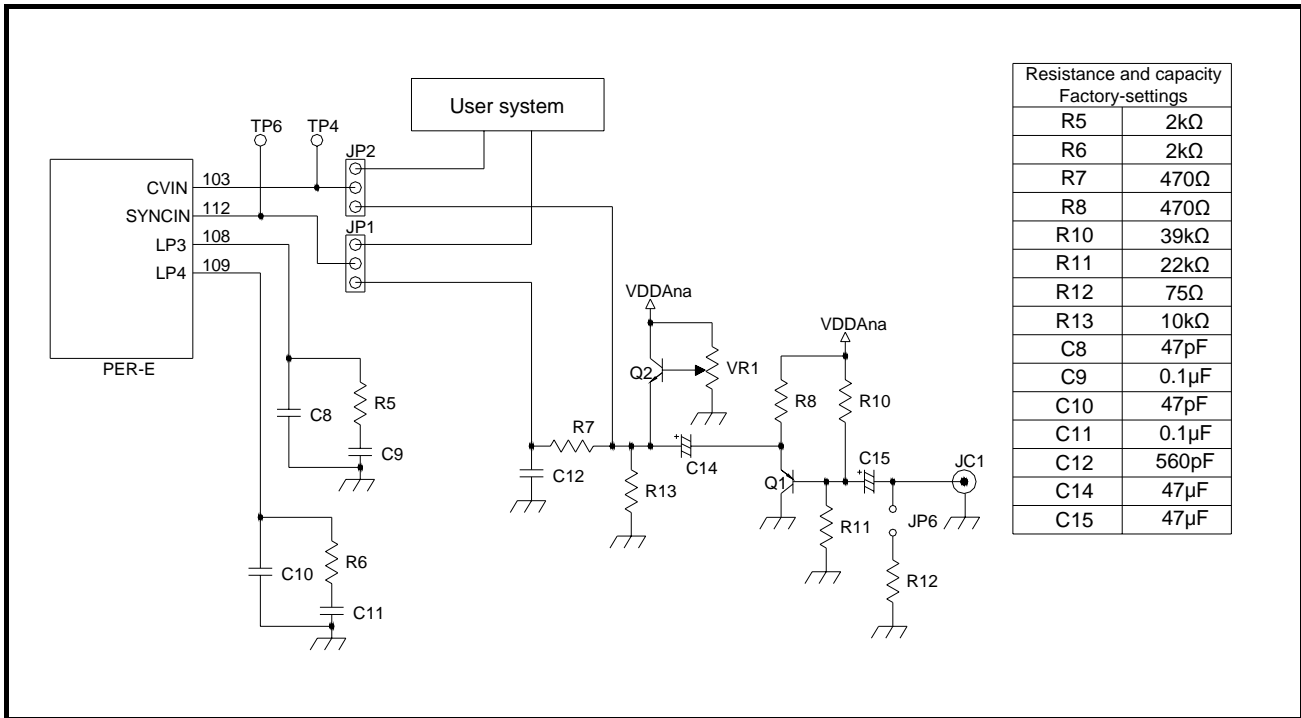 User system
TP6
TP4
JP2
CVIN
103
SYNCIN
112
JP1
LP3
108
LP4
109
PER-E
VDDAna
VDDAna
Q2
VR1
R8
R10
C8
R5
C9
R7
C12
R13
C14
Q1
C15
JC1
R11
JP6
R12
C10
R6
C11
Resistance and capacity
Factory-settings
R5 2kΩ
R6 2kΩ
R7 470Ω
R8 470Ω
R10 39kΩ
R11 22kΩ
R12 75Ω
R13 10kΩ
C8 47pF
C9 0.1µF
C10 47pF
C11 0.1µF
C12 560pF
C14 47µF
C15 47µF